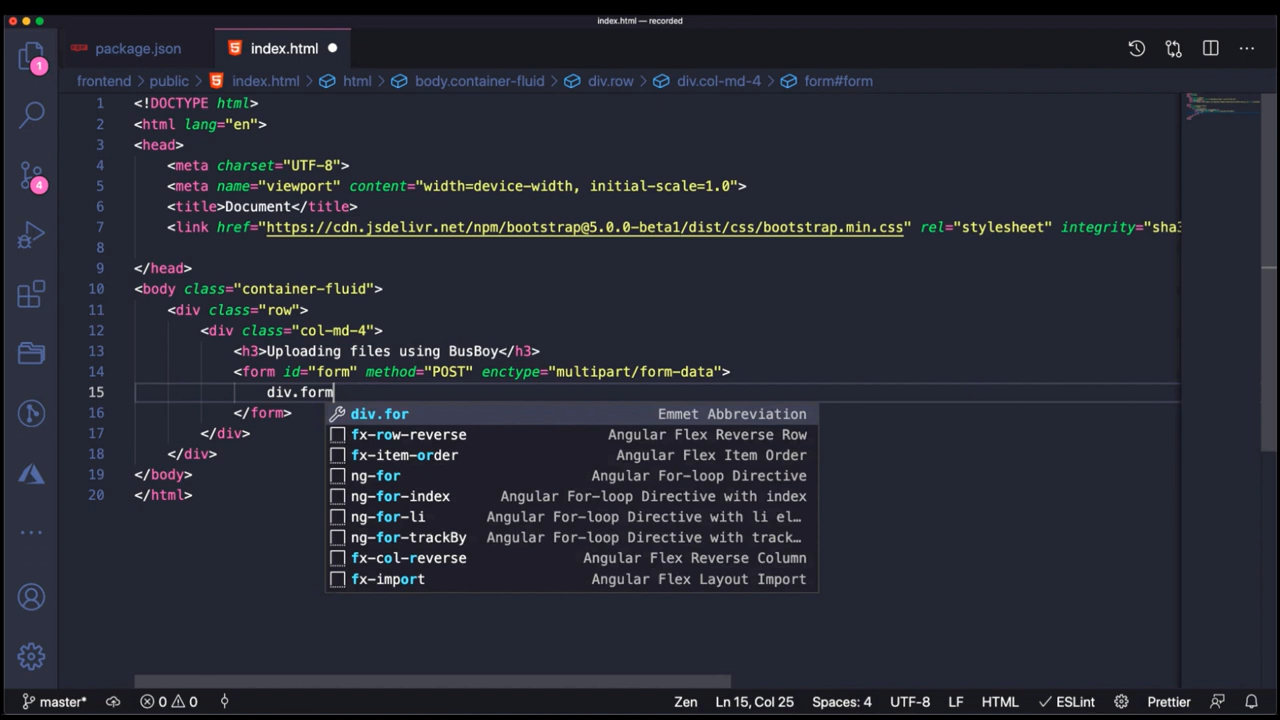 index.html — recorded
package.json
index.html
frontend
public
index.html
html
body.container-fluid
div.row
div.col-md-4
form#form
1 <!DOCTYPE html>
2 <html lang="en">
3 <head>
4 <meta charset="UTF-8">
5 <meta name="viewport" content="width=device-width, initial-scale=1.0">
6 <title>Document</title>
7 <link href="https://cdn.jsdelivr.net/npm/bootstrap@5.0.0-beta1/dist/css/bootstrap.min.css" rel="stylesheet" integrity="sha3
8
9 </head>
10 <body class="container-fluid">
11 <div class="row">
12 <div class="col-md-4">
13 <h3>Uploading files using BusBoy</h3>
14 <form id="form" method="POST" enctype="multipart/form-data">
15 div.form
16 </form>
17 </div>
18 </div>
19 </body>
20 </html>
div.for Emmet Abbreviation
fx-row-reverse Angular Flex Reverse Row
fx-item-order Angular Flex Item Order
ng-for Angular For-loop Directive
ng-for-index Angular For-loop Directive with index
ng-for-li Angular For-loop Directive with li el…
ng-for-trackBy Angular For-loop Directive with track…
fx-col-reverse Angular Flex Reverse Column
fx-import Angular Flex Layout Import
1
4
master* 0 0 Zen Ln 15, Col 25 Spaces: 4 UTF-8 LF HTML ESLint Prettier